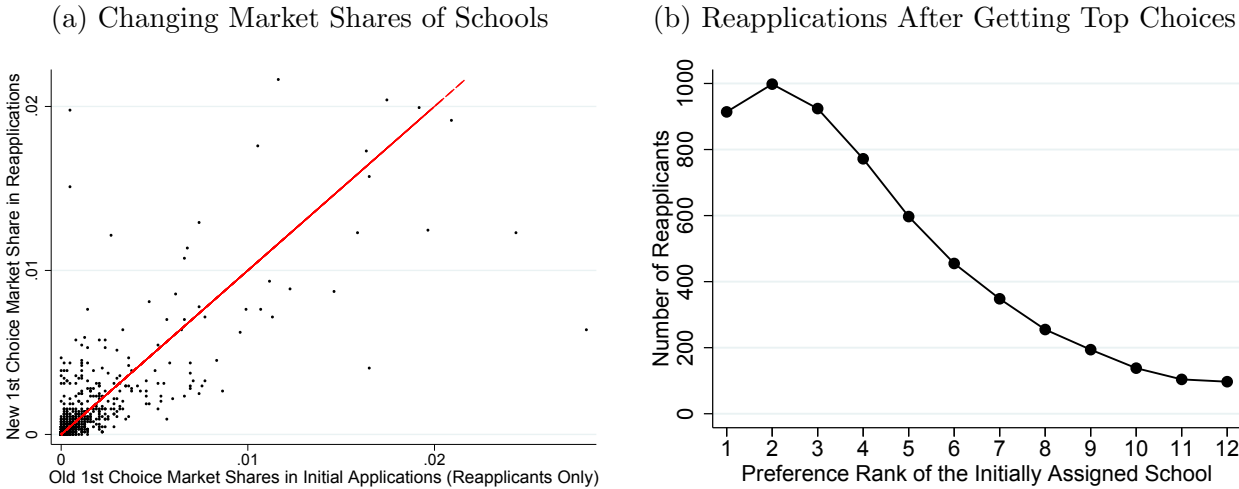 (a) Changing Market Shares of Schools
New 1st Choice Market Share in Reapplications
.02
.01
0
0
.01
.02
Old 1st Choice Market Shares in Initial Applications (Reapplicants Only)
(b) Reapplications After Getting Top Choices
Number of Reapplicants
1000
800
600
400
200
0
1 2 3 4 5 6 7 8 9 10 11 12
Preference Rank of the Initially Assigned School